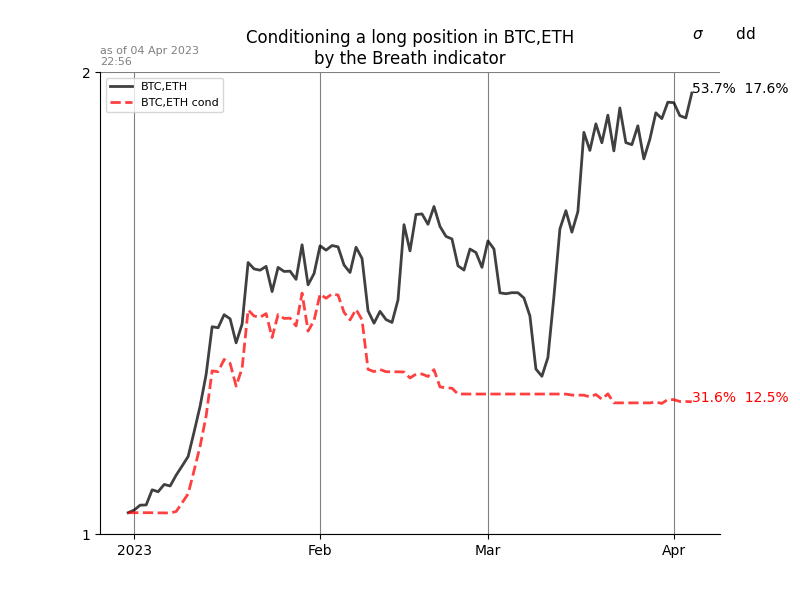 Conditioning a long position in BTC,ETH
by the Breath indicator
σ dd
as of 04 Apr 2023
22:56
2
BTC,ETH
BTC,ETH cond
53.7% 17.6%
31.6% 12.5%
1
2023 Feb Mar Apr